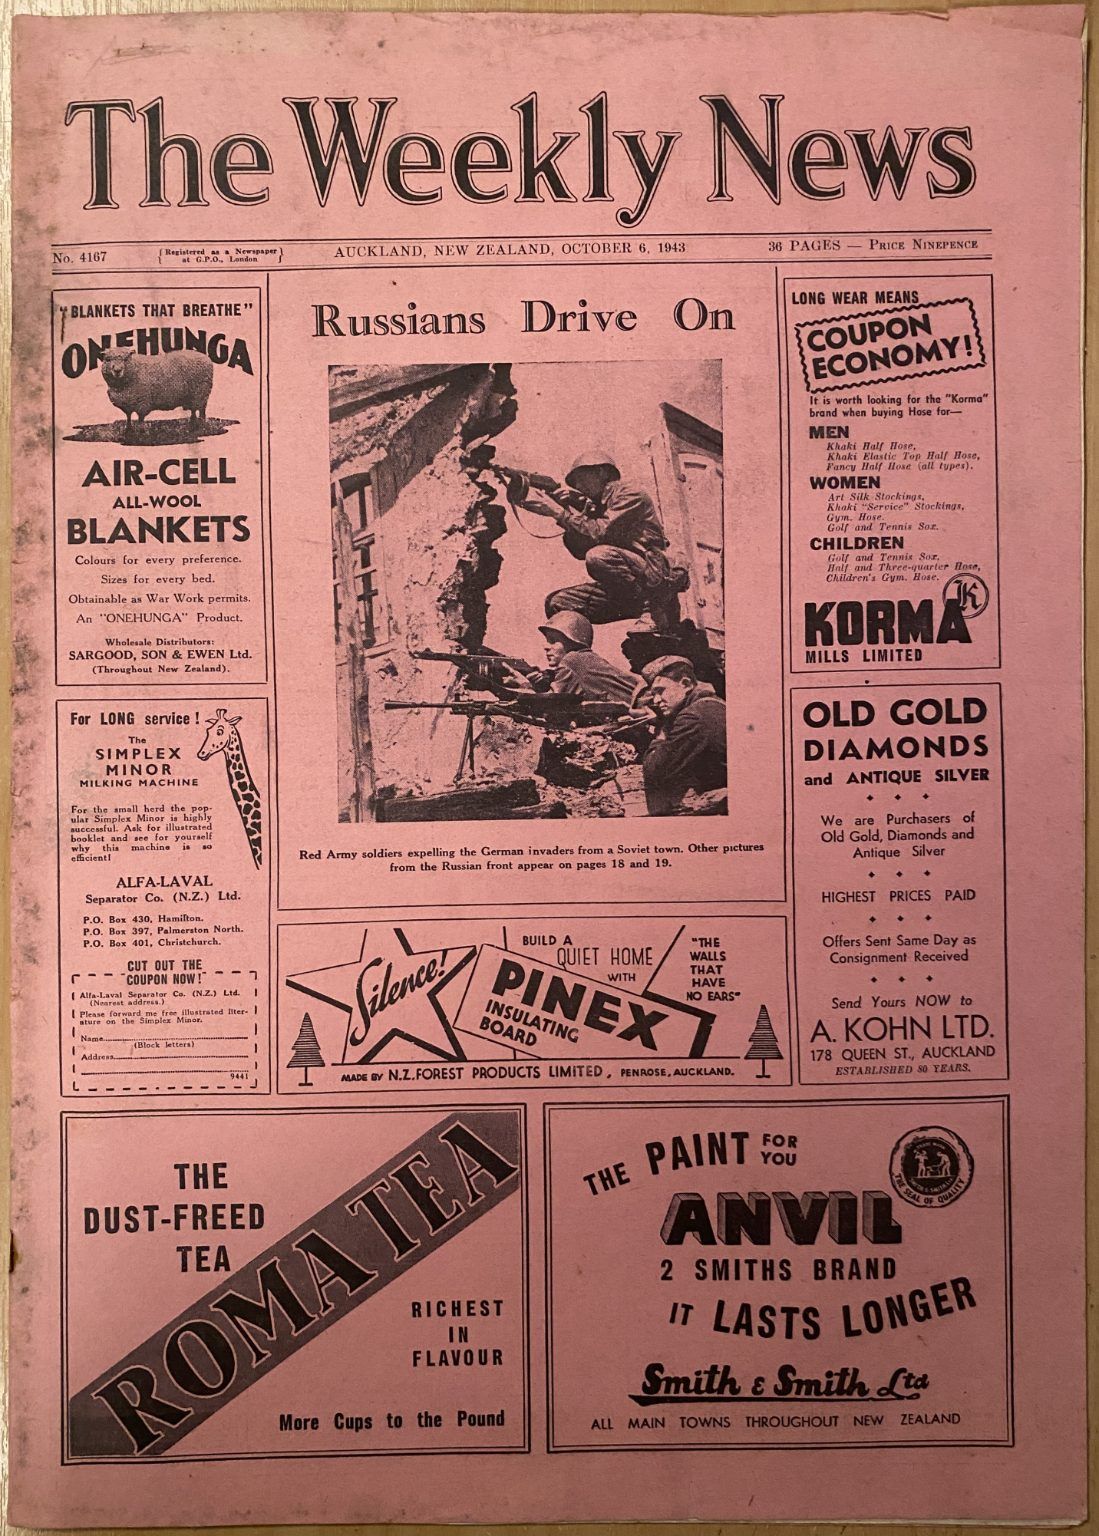 The Weekly News
No. 4167
{Registered as a Newspaper
at G.P.O., London}
AUCKLAND, NEW ZEALAND, OCTOBER 6, 1943
36 PAGES — PRICE NINEPENCE
"BLANKETS THAT BREATHE"
ONEHUNGA
AIR-CELL
ALL-WOOL
BLANKETS
Colours for every preference.
Sizes for every bed.
Obtainable as War Work permits.
An "ONEHUNGA" Product.
Wholesale Distributors:
SARGOOD, SON & EWEN Ltd.
(Throughout New Zealand).
For LONG service!
The
SIMPLEX
MINOR
MILKING MACHINE
For the small herd the pop-
ular Simplex Minor is highly
successful. Ask for illustrated
booklet and see for yourself
why this machine is so
efficient!
ALFA-LAVAL
Separator Co. (N.Z.) Ltd.
P.O. Box 430, Hamilton.
P.O. Box 397, Palmerston North.
P.O. Box 401, Christchurch.
CUT OUT THE
COUPON NOW!
Alfa-Laval Separator Co. (N.Z.) Ltd.
(Nearest address.)
Please forward me free illustrated liter-
ature on the Simplex Minor.
Name
(Block letters)
Address
9441
Russians Drive On
Red Army soldiers expelling the German invaders from a Soviet town. Other pictures
from the Russian front appear on pages 18 and 19.
Silence!
BUILD A
QUIET HOME
WITH
PINEX
INSULATING
BOARD
"THE
WALLS
THAT
HAVE
NO EARS"
MADE BY N.Z. FOREST PRODUCTS LIMITED, PENROSE, AUCKLAND.
LONG WEAR MEANS
COUPON
ECONOMY!
It is worth looking for the "Korma"
brand when buying Hose for—
MEN
Khaki Half Hose,
Khaki Elastic Top Half Hose,
Fancy Half Hose (all types).
WOMEN
Art Silk Stockings,
Khaki "Service" Stockings,
Gym. Hose.
Golf and Tennis Sox.
CHILDREN
Golf and Tennis Sox.
Half and Three-quarter Hose,
Children's Gym. Hose.
K
KORMA
MILLS LIMITED
OLD GOLD
DIAMONDS
and ANTIQUE SILVER
We are Purchasers of
Old Gold, Diamonds and
Antique Silver
HIGHEST PRICES PAID
Offers Sent Same Day as
Consignment Received
Send Yours NOW to
A. KOHN LTD.
178 QUEEN ST., AUCKLAND
ESTABLISHED 80 YEARS.
THE
DUST-FREED
TEA
ROMA TEA
RICHEST
IN
FLAVOUR
More Cups to the Pound
THE PAINT FOR
YOU
THE SEAL OF QUALITY
ANVIL
2 SMITHS BRAND
IT LASTS LONGER
Smith & Smith Ltd
ALL MAIN TOWNS THROUGHOUT NEW ZEALAND